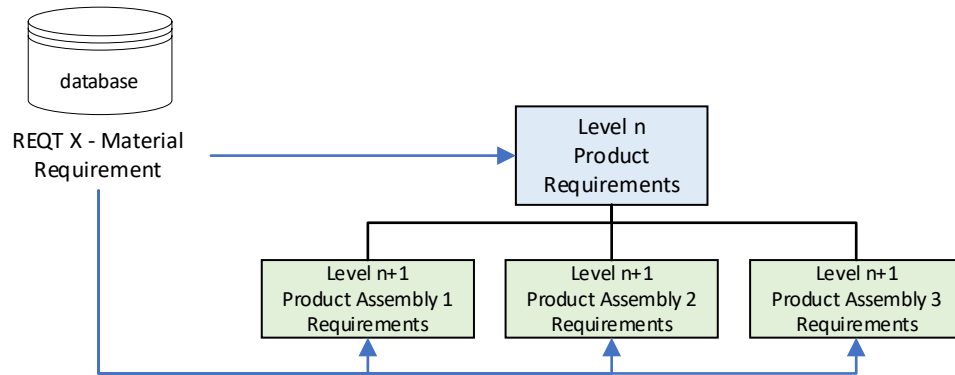 database
REQT X - Material
Requirement
Level n
Product
Requirements
Level n+1
Product Assembly 1
Requirements
Level n+1
Product Assembly 2
Requirements
Level n+1
Product Assembly 3
Requirements